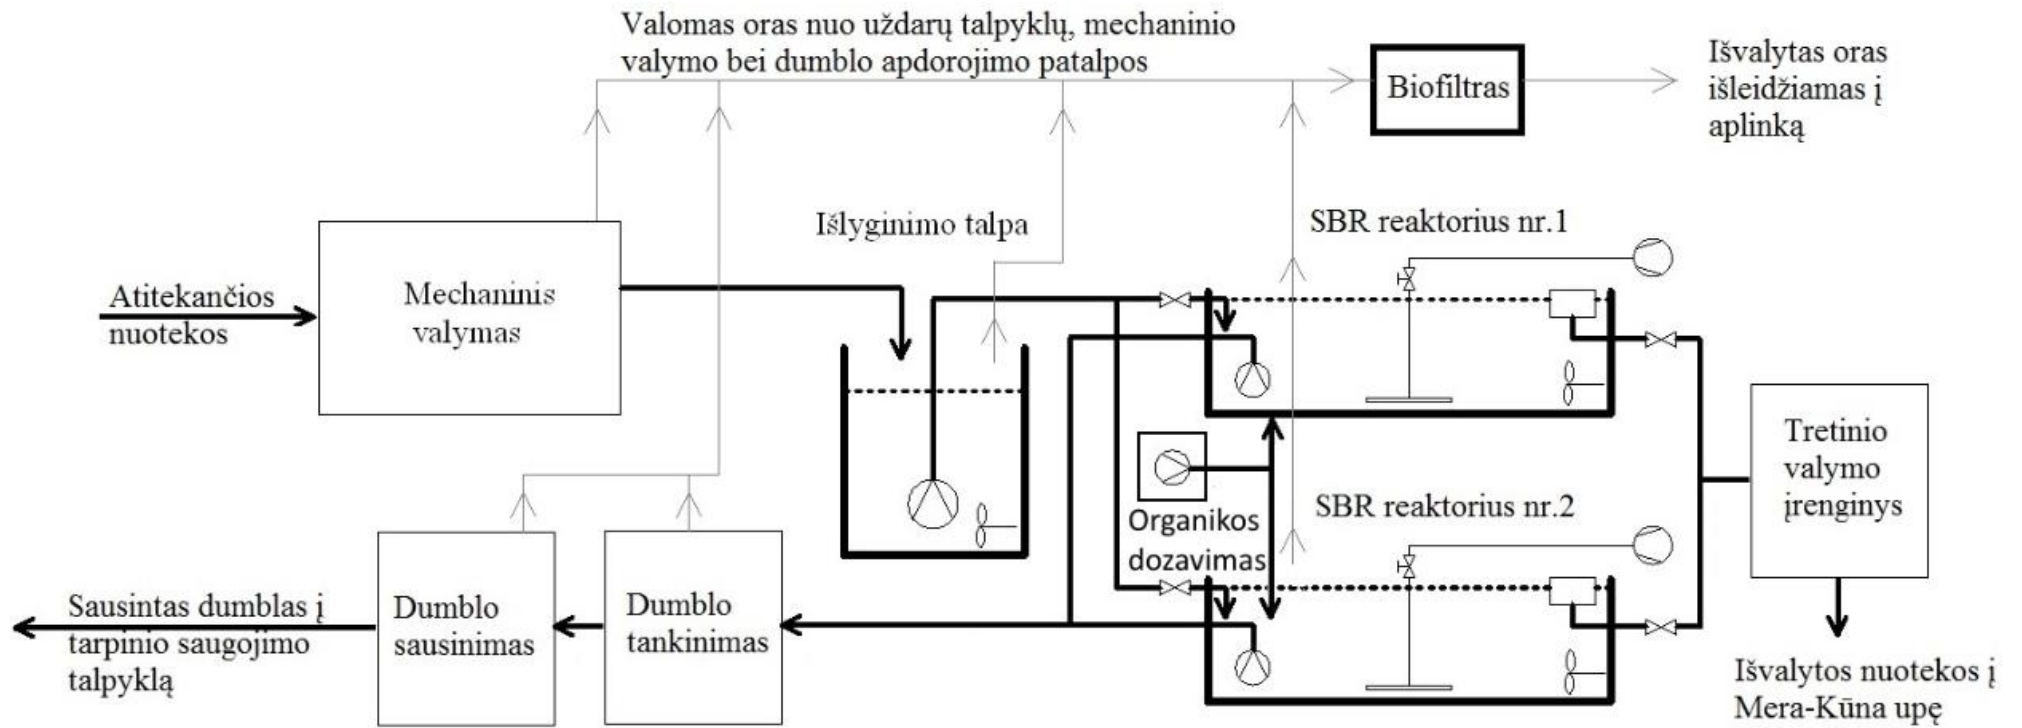 Valomas oras nuo uždarų talpyklų, mechaninio
valymo bei dumblo apdorojimo patalpos
Biofiltras
Išvalytas oras
išleidžiamas į
aplinką
Išlyginimo talpa
SBR reaktorius nr.1
Atitekančios
nuotekos
Mechaninis
valymas
Tretinio
valymo
įrenginys
Organikos
dozavimas
SBR reaktorius nr.2
Sausintas dumblas į
tarpinio saugojimo
talpyklą
Dumblo
sausinimas
Dumblo
tankinimas
Išvalytos nuotekos į
Mera-Kūna upę